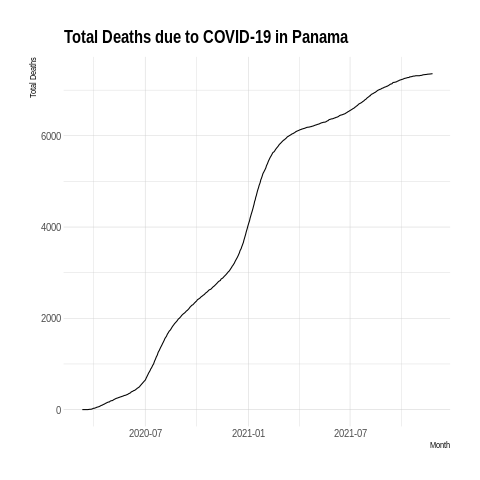 Total Deaths due to COVID-19 in Panama
Total Deaths
6000
4000
2000
0
2020-07
2021-01
2021-07
Month